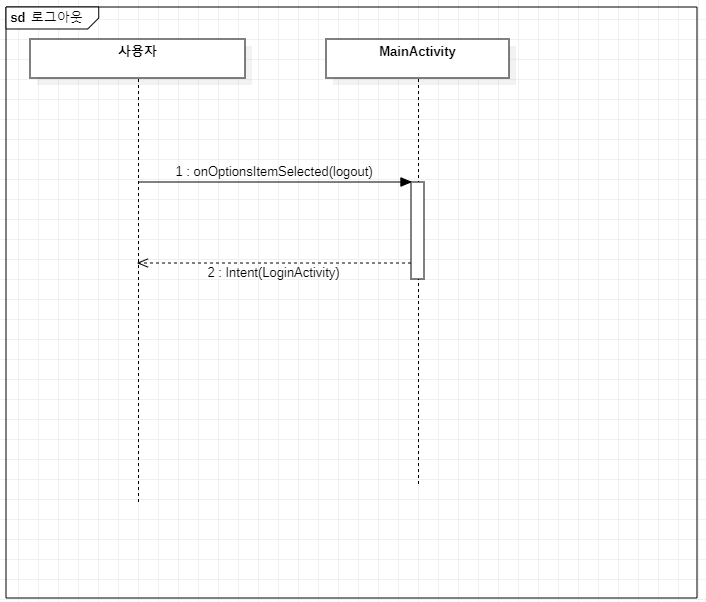 sd 로그아웃
사용자
MainActivity
1 : onOptionsItemSelected(logout)
2 : Intent(LoginActivity)